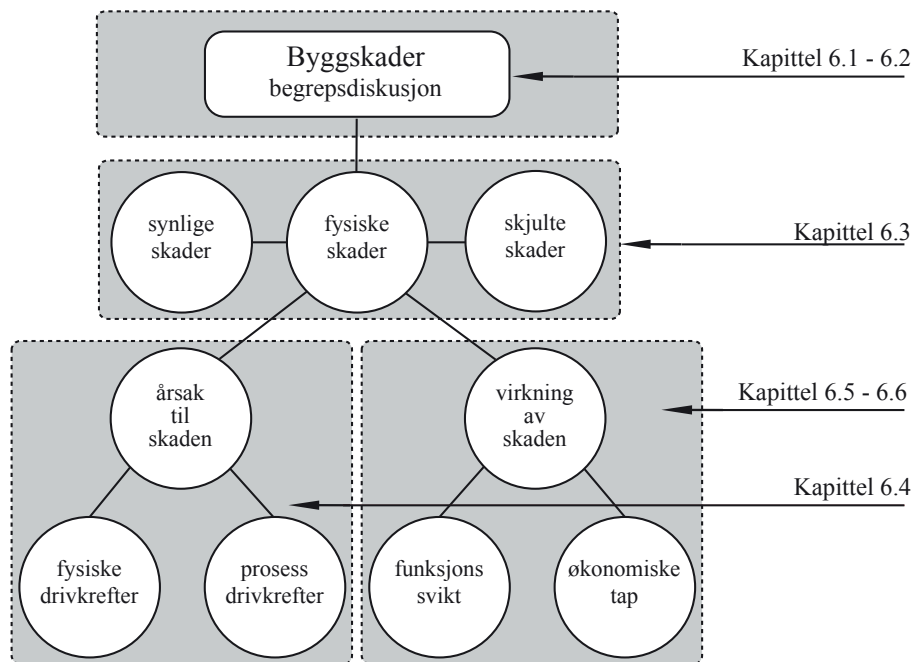 Byggskader
begrepsdiskusjon
Kapittel 6.1 - 6.2
synlige
skader
fysiske
skader
skjulte
skader
Kapittel 6.3
årsak
til
skaden
virkning
av
skaden
Kapittel 6.5 - 6.6
Kapittel 6.4
fysiske
drivkrefter
prosess
drivkrefter
funksjons
svikt
økonomiske
tap